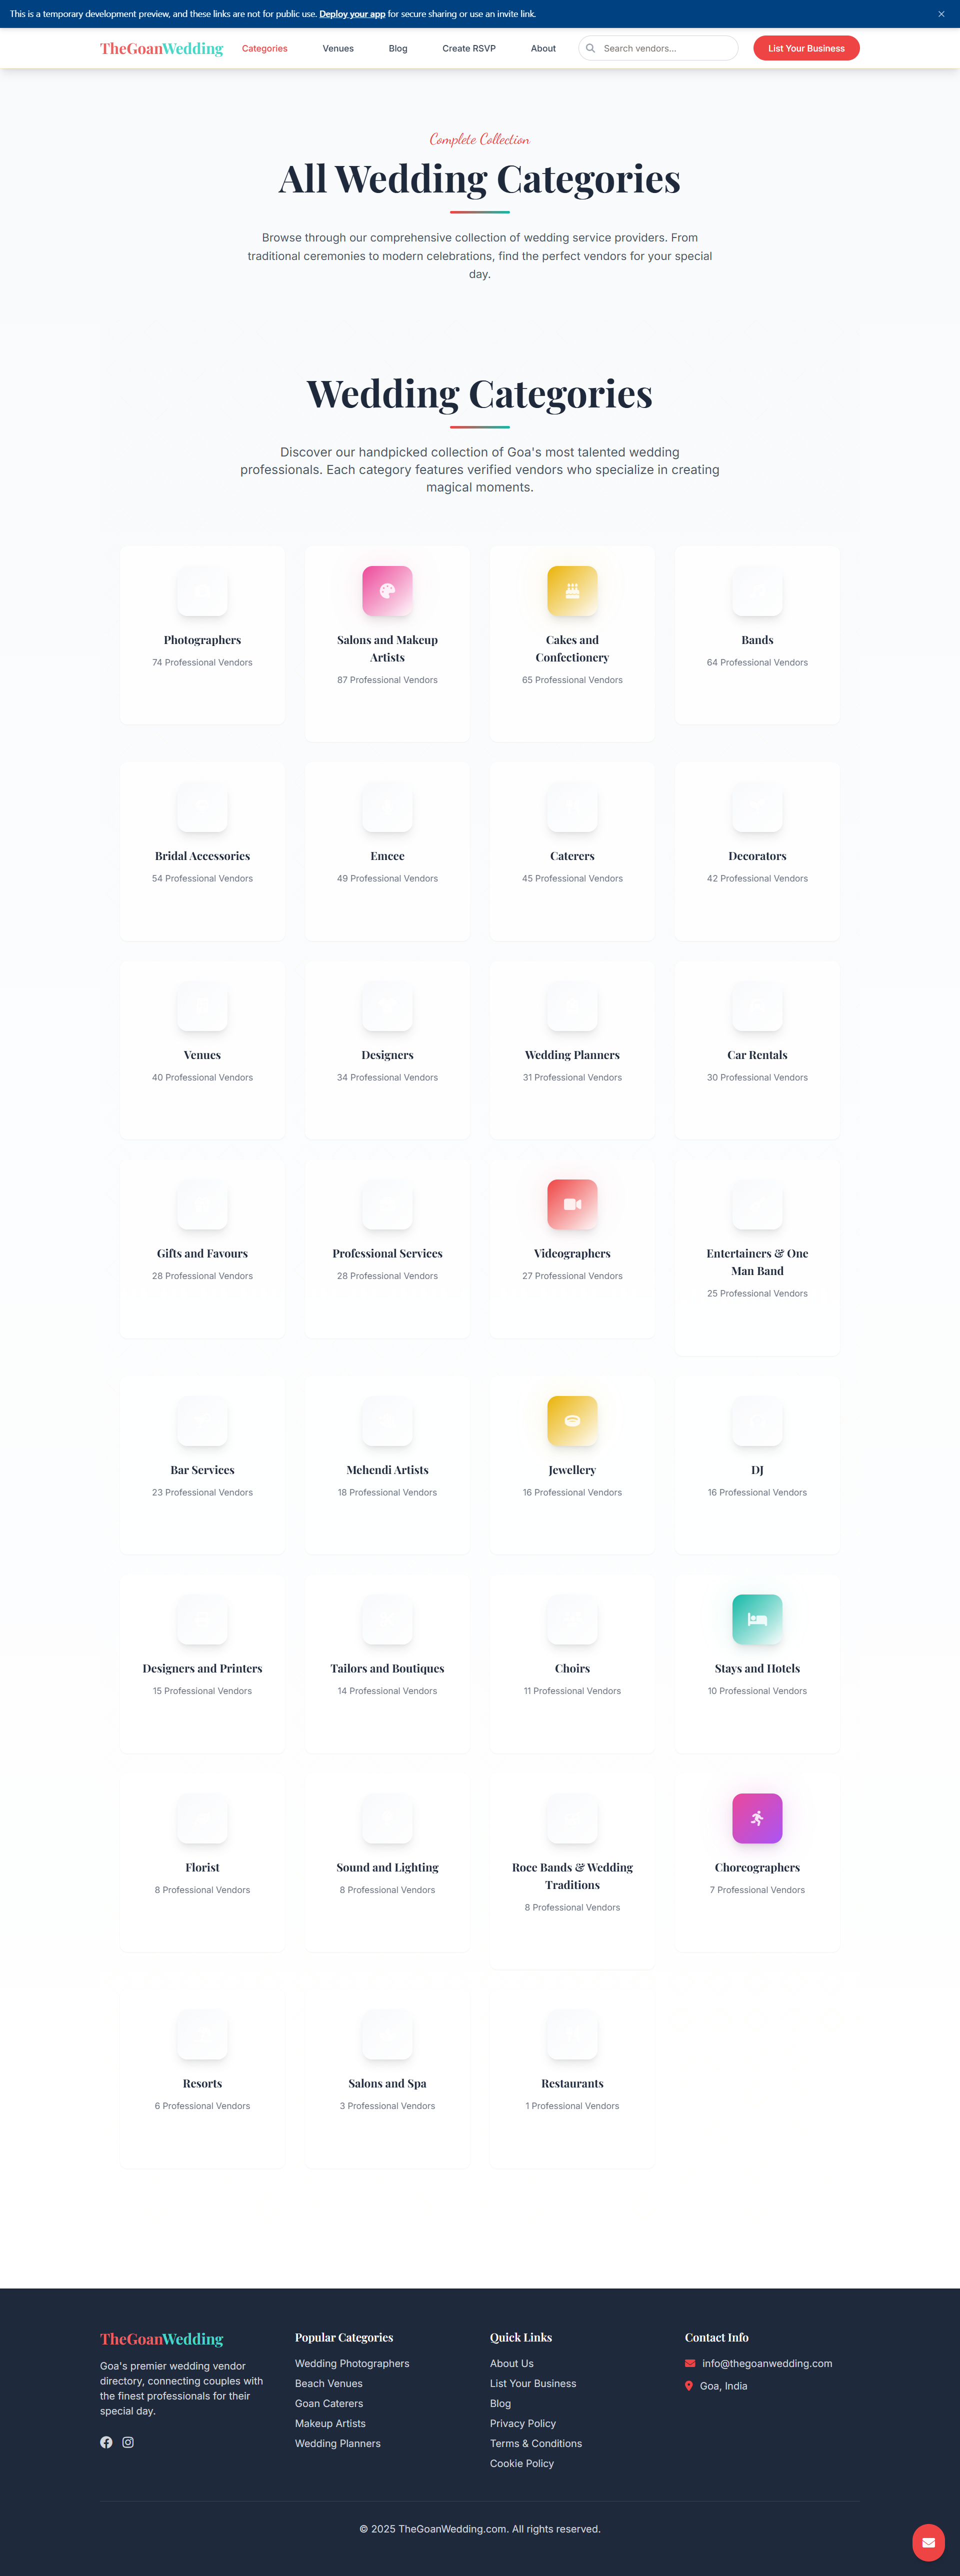 This is a temporary development preview, and these links are not for public use. Deploy your app for secure sharing or use an invite link.
TheGoanWedding
Categories
Venues
Blog
Create RSVP
About
Search vendors...
List Your Business
Complete Collection
All Wedding Categories
Browse through our comprehensive collection of wedding service providers. From
traditional ceremonies to modern celebrations, find the perfect vendors for your special
day.
Wedding Categories
Discover our handpicked collection of Goa's most talented wedding
professionals. Each category features verified vendors who specialize in creating
magical moments.
Photographers
74 Professional Vendors
Salons and Makeup
Artists
87 Professional Vendors
Cakes and
Confectionery
65 Professional Vendors
Bands
64 Professional Vendors
Bridal Accessories
54 Professional Vendors
Emcee
49 Professional Vendors
Caterers
45 Professional Vendors
Decorators
42 Professional Vendors
Venues
40 Professional Vendors
Designers
34 Professional Vendors
Wedding Planners
31 Professional Vendors
Car Rentals
30 Professional Vendors
Gifts and Favours
28 Professional Vendors
Professional Services
28 Professional Vendors
Videographers
27 Professional Vendors
Entertainers & One
Man Band
25 Professional Vendors
Bar Services
23 Professional Vendors
Mehendi Artists
18 Professional Vendors
Jewellery
16 Professional Vendors
DJ
16 Professional Vendors
Designers and Printers
15 Professional Vendors
Tailors and Boutiques
14 Professional Vendors
Choirs
11 Professional Vendors
Stays and Hotels
10 Professional Vendors
Florist
8 Professional Vendors
Sound and Lighting
8 Professional Vendors
Roce Bands & Wedding
Traditions
8 Professional Vendors
Choreographers
7 Professional Vendors
Resorts
6 Professional Vendors
Salons and Spa
3 Professional Vendors
Restaurants
1 Professional Vendors
TheGoanWedding
Goa's premier wedding vendor
directory, connecting couples with
the finest professionals for their
special day.
Popular Categories
Wedding Photographers
Beach Venues
Goan Caterers
Makeup Artists
Wedding Planners
Quick Links
About Us
List Your Business
Blog
Privacy Policy
Terms & Conditions
Cookie Policy
Contact Info
info@thegoanwedding.com
Goa, India
© 2025 TheGoanWedding.com. All rights reserved.